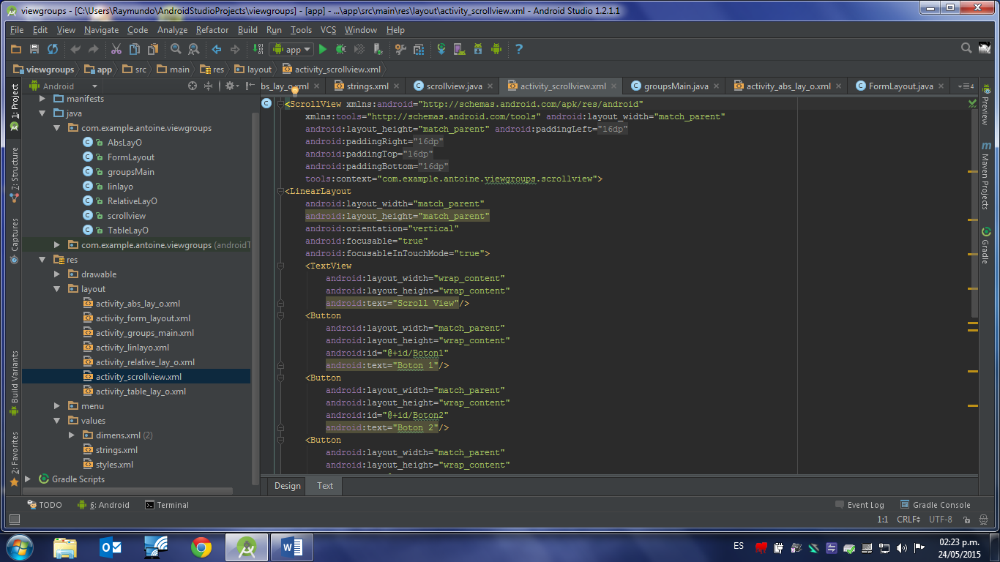 viewgroups - [C:\Users\Raymundo\AndroidStudioProjects\viewgroups] - [app] - ...\app\src\main\res\layout\activity_scrollview.xml - Android Studio 1.2.1.1
File Edit View Navigate Code Analyze Refactor Build Run Tools VCS Window Help
app
viewgroups app src main res layout activity_scrollview.xml
Android
bs_lay_o.xml strings.xml scrollview.java activity_scrollview.xml groupsMain.java activity_abs_lay_o.xml FormLayout.java 4
1: Project
7: Structure
Captures
Build Variants
2: Favorites
manifests
java
com.example.antoine.viewgroups
AbsLayO
FormLayout
groupsMain
linlayo
RelativeLayO
scrollview
TableLayO
com.example.antoine.viewgroups (androidT
res
drawable
layout
activity_abs_lay_o.xml
activity_form_layout.xml
activity_groups_main.xml
activity_linlayo.xml
activity_relative_lay_o.xml
activity_scrollview.xml
activity_table_lay_o.xml
menu
values
dimens.xml (2)
strings.xml
styles.xml
Gradle Scripts
<ScrollView xmlns:android="http://schemas.android.com/apk/res/android"
xmlns:tools="http://schemas.android.com/tools" android:layout_width="match_parent"
android:layout_height="match_parent" android:paddingLeft="16dp"
android:paddingRight="16dp"
android:paddingTop="16dp"
android:paddingBottom="16dp"
tools:context="com.example.antoine.viewgroups.scrollview">
<LinearLayout
android:layout_width="match_parent"
android:layout_height="match_parent"
android:orientation="vertical"
android:focusable="true"
android:focusableInTouchMode="true">
<TextView
android:layout_width="wrap_content"
android:layout_height="wrap_content"
android:text="Scroll View"/>
<Button
android:layout_width="match_parent"
android:layout_height="wrap_content"
android:id="@+id/Boton1"
android:text="Boton 1"/>
<Button
android:layout_width="match_parent"
android:layout_height="wrap_content"
android:id="@+id/Boton2"
android:text="Boton 2"/>
<Button
android:layout_width="match_parent"
android:layout_height="wrap_content"
Preview
Maven Projects
Gradle
Design Text
TODO 6: Android Terminal Event Log Gradle Console
1:1 CRLF UTF-8
ES
02:23 p.m.
24/05/2015